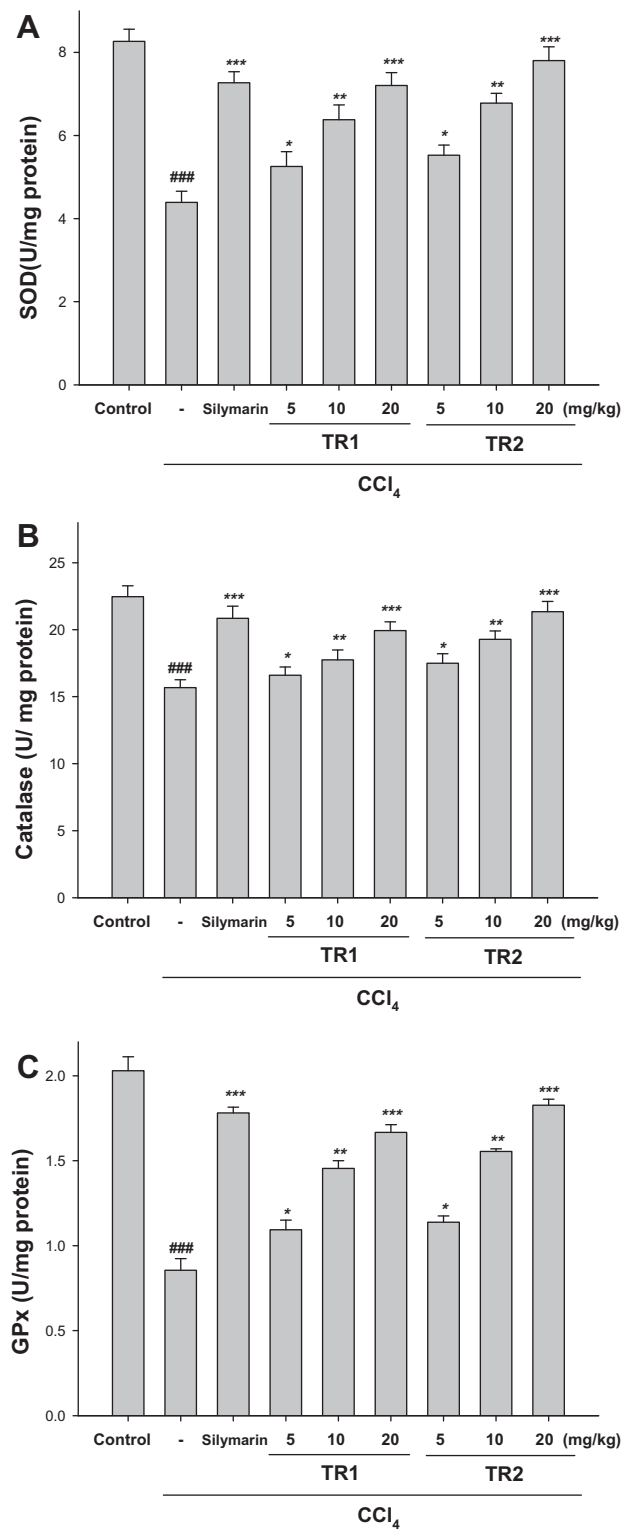 A
SOD(U/mg protein)
8
6
4
2
0
***
***
***
**
**
*
*
###
Control - Silymarin 5 10 20 5 10 20 (mg/kg)
TR1 TR2
CCl₄
B
Catalase (U/ mg protein)
25
20
15
10
5
0
***
***
***
**
**
*
*
###
Control - Silymarin 5 10 20 5 10 20 (mg/kg)
TR1 TR2
CCl₄
C
GPx (U/mg protein)
2.0
1.5
1.0
0.5
0.0
***
***
***
**
**
*
*
###
Control - Silymarin 5 10 20 5 10 20 (mg/kg)
TR1 TR2
CCl₄